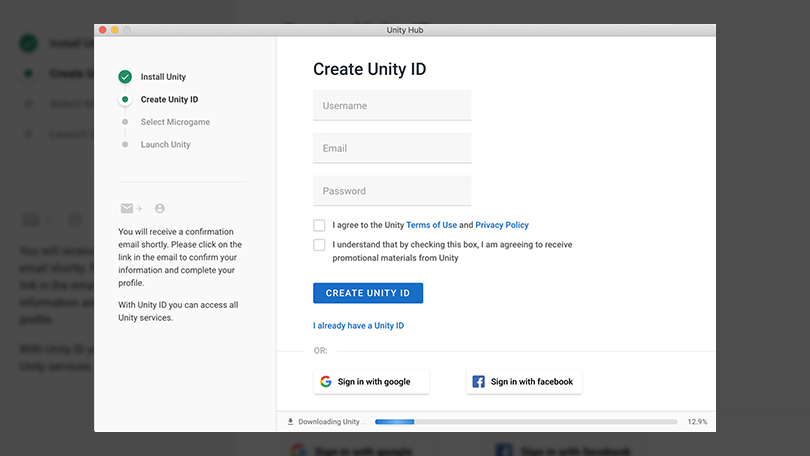 Unity Hub
Install Unity
Create Unity ID
Select Microgame
Launch Unity
You will receive a confirmation
email shortly. Please click on the
link in the email to confirm your
information and complete your
profile.
With Unity ID you can access all
Unity services.
Create Unity ID
Username
Email
Password
I agree to the Unity Terms of Use and Privacy Policy
I understand that by checking this box, I am agreeing to receive
promotional materials from Unity
CREATE UNITY ID
I already have a Unity ID
OR:
Sign in with google
Sign in with facebook
Downloading Unity...
12.9%